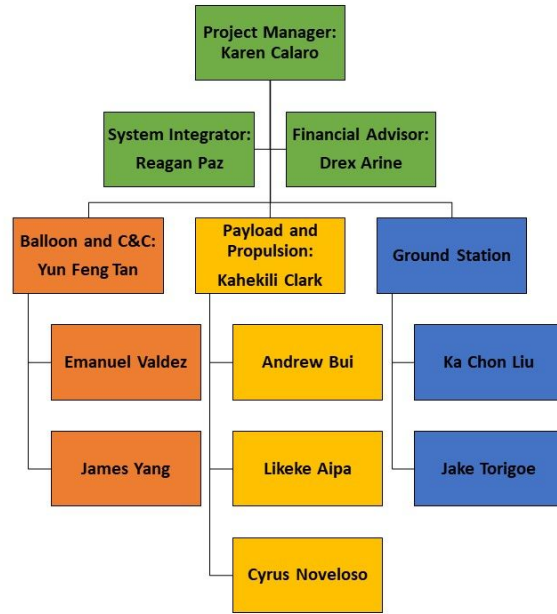 Project Manager:
Karen Calaro
System Integrator:
Reagan Paz
Financial Advisor:
Drex Arine
Balloon and C&C:
Yun Feng Tan
Payload and
Propulsion:
Kahekili Clark
Ground Station
Emanuel Valdez
Andrew Bui
Ka Chon Liu
James Yang
Likeke Aipa
Jake Torigoe
Cyrus Noveloso